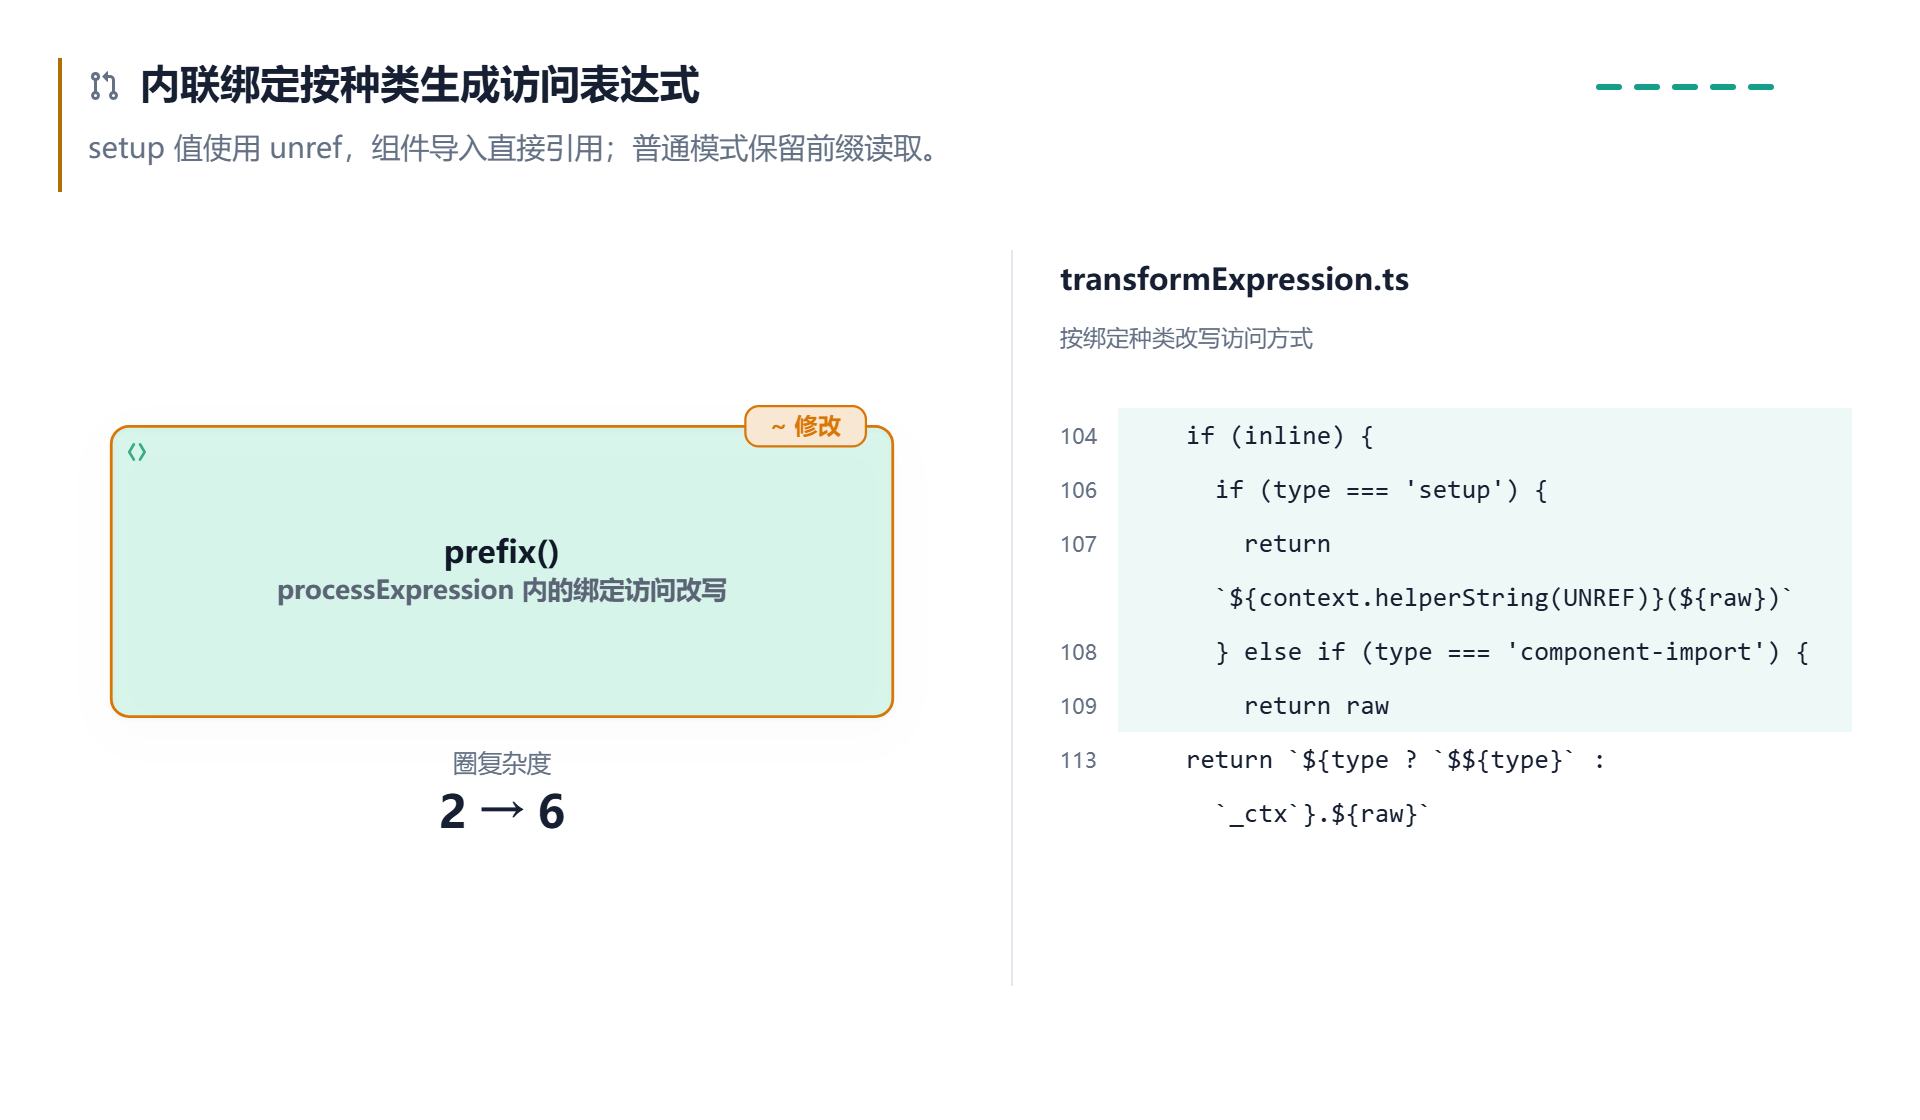 内联绑定按种类生成访问表达式
setup 值使用 unref，组件导入直接引用；普通模式保留前缀读取。
~ 修改
prefix()
processExpression 内的绑定访问改写
圈复杂度
2 → 6
transformExpression.ts
按绑定种类改写访问方式
104 if (inline) {
106 if (type === 'setup') {
107 return
`${context.helperString(UNREF)}(${raw})`
108 } else if (type === 'component-import') {
109 return raw
113 return `${type ? `$${type}` :
`_ctx`}.${raw}`